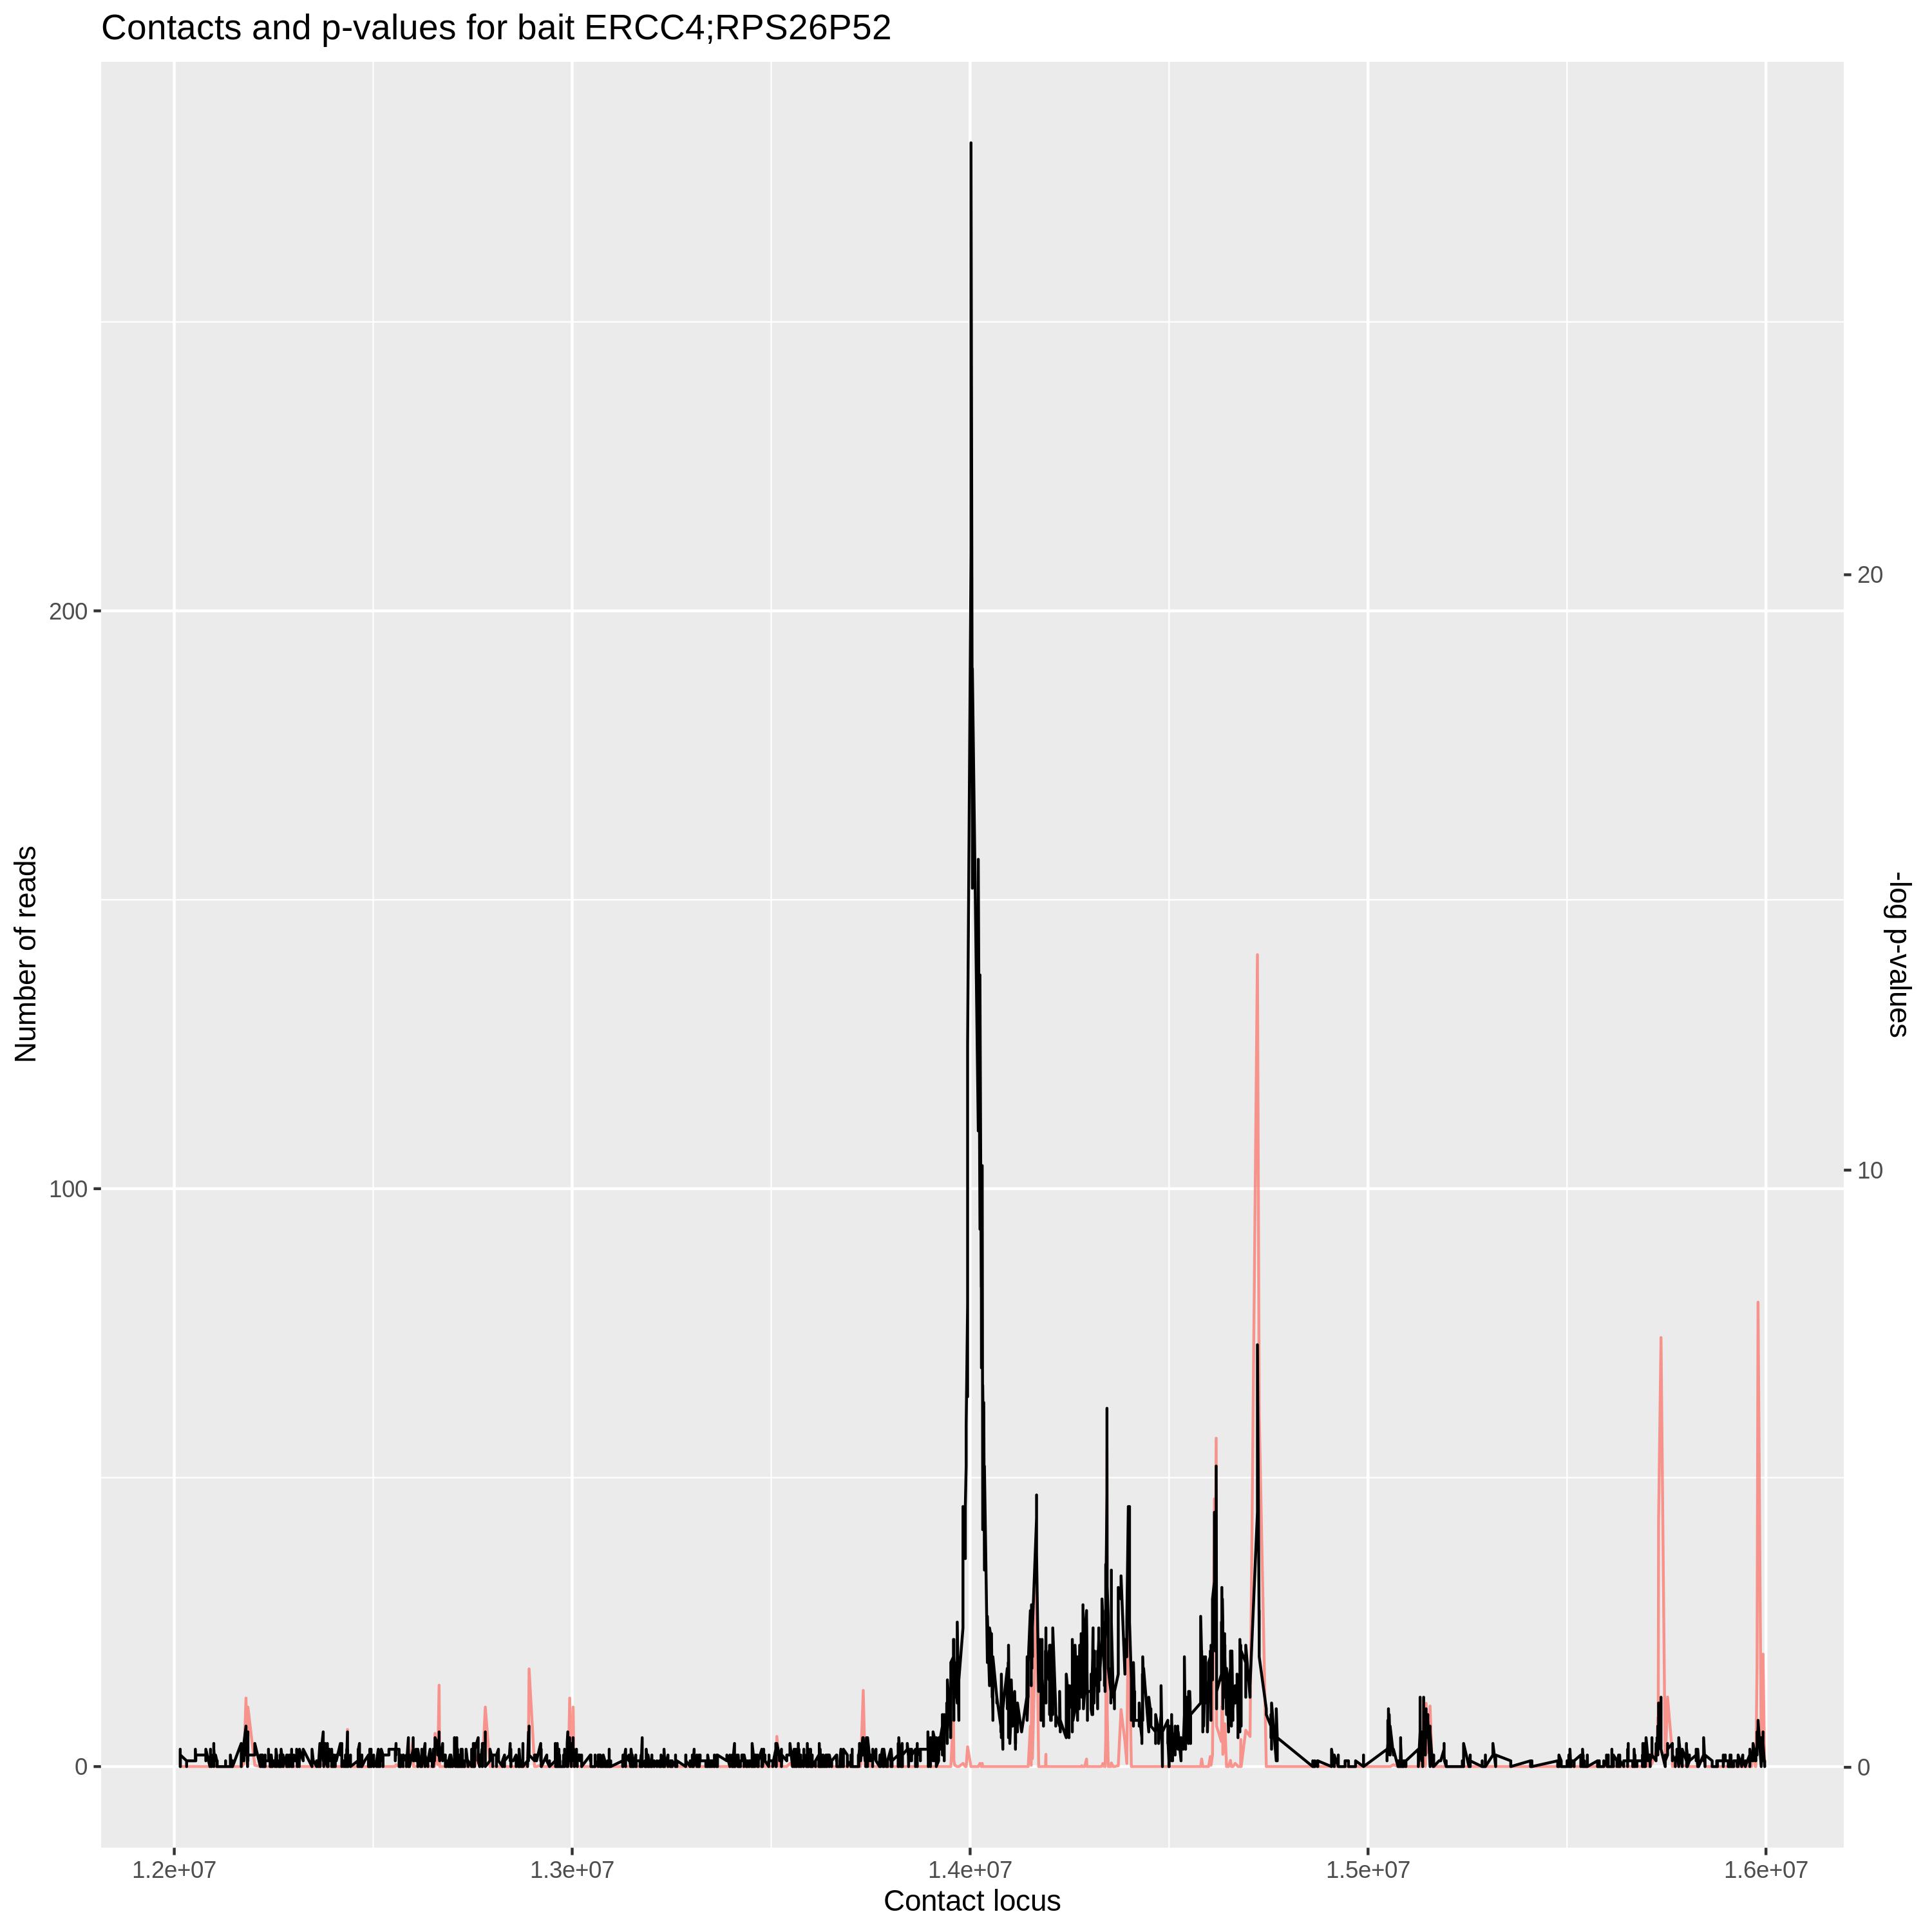 Contacts and p-values for bait ERCC4;RPS26P52
Number of reads
200
100
0
20
10
0
-log p-values
1.2e+07
1.3e+07
1.4e+07
1.5e+07
1.6e+07
Contact locus